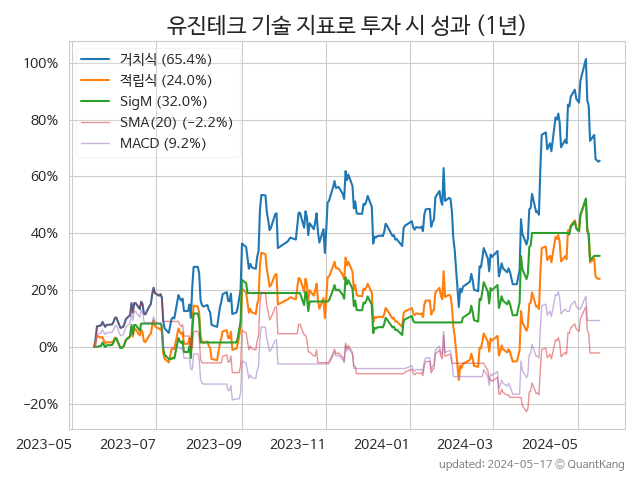 유진테크 기술 지표로 투자 시 성과 (1년)
거치식 (65.4%)
적립식 (24.0%)
SigM (32.0%)
SMA(20) (−2.2%)
MACD (9.2%)
100%
80%
60%
40%
20%
0%
−20%
2023-05 2023-07 2023-09 2023-11 2024-01 2024-03 2024-05
updated: 2024-05-17 © QuantKang